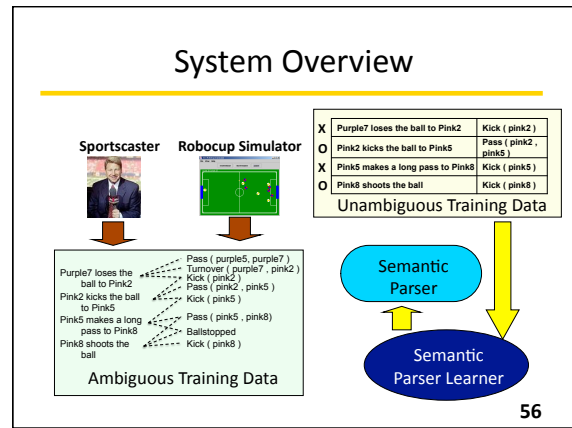 System Overview
Sportscaster
Robocup Simulator
X Purple7 loses the ball to Pink2 Kick ( pink2 )
O Pink2 kicks the ball to Pink5 Pass ( pink2 ,
pink5 )
X Pink5 makes a long pass to Pink8 Kick ( pink5 )
O Pink8 shoots the ball Kick ( pink8 )
Unambiguous Training Data
Purple7 loses the
ball to Pink2
Pink2 kicks the ball
to Pink5
Pink5 makes a long
pass to Pink8
Pink8 shoots the
ball
Pass ( purple5, purple7 )
Turnover ( purple7 , pink2 )
Kick ( pink2 )
Pass ( pink2 , pink5 )
Kick ( pink5 )
Pass ( pink5 , pink8)
Ballstopped
Kick ( pink8 )
Ambiguous Training Data
Semantic
Parser
Semantic
Parser Learner
56